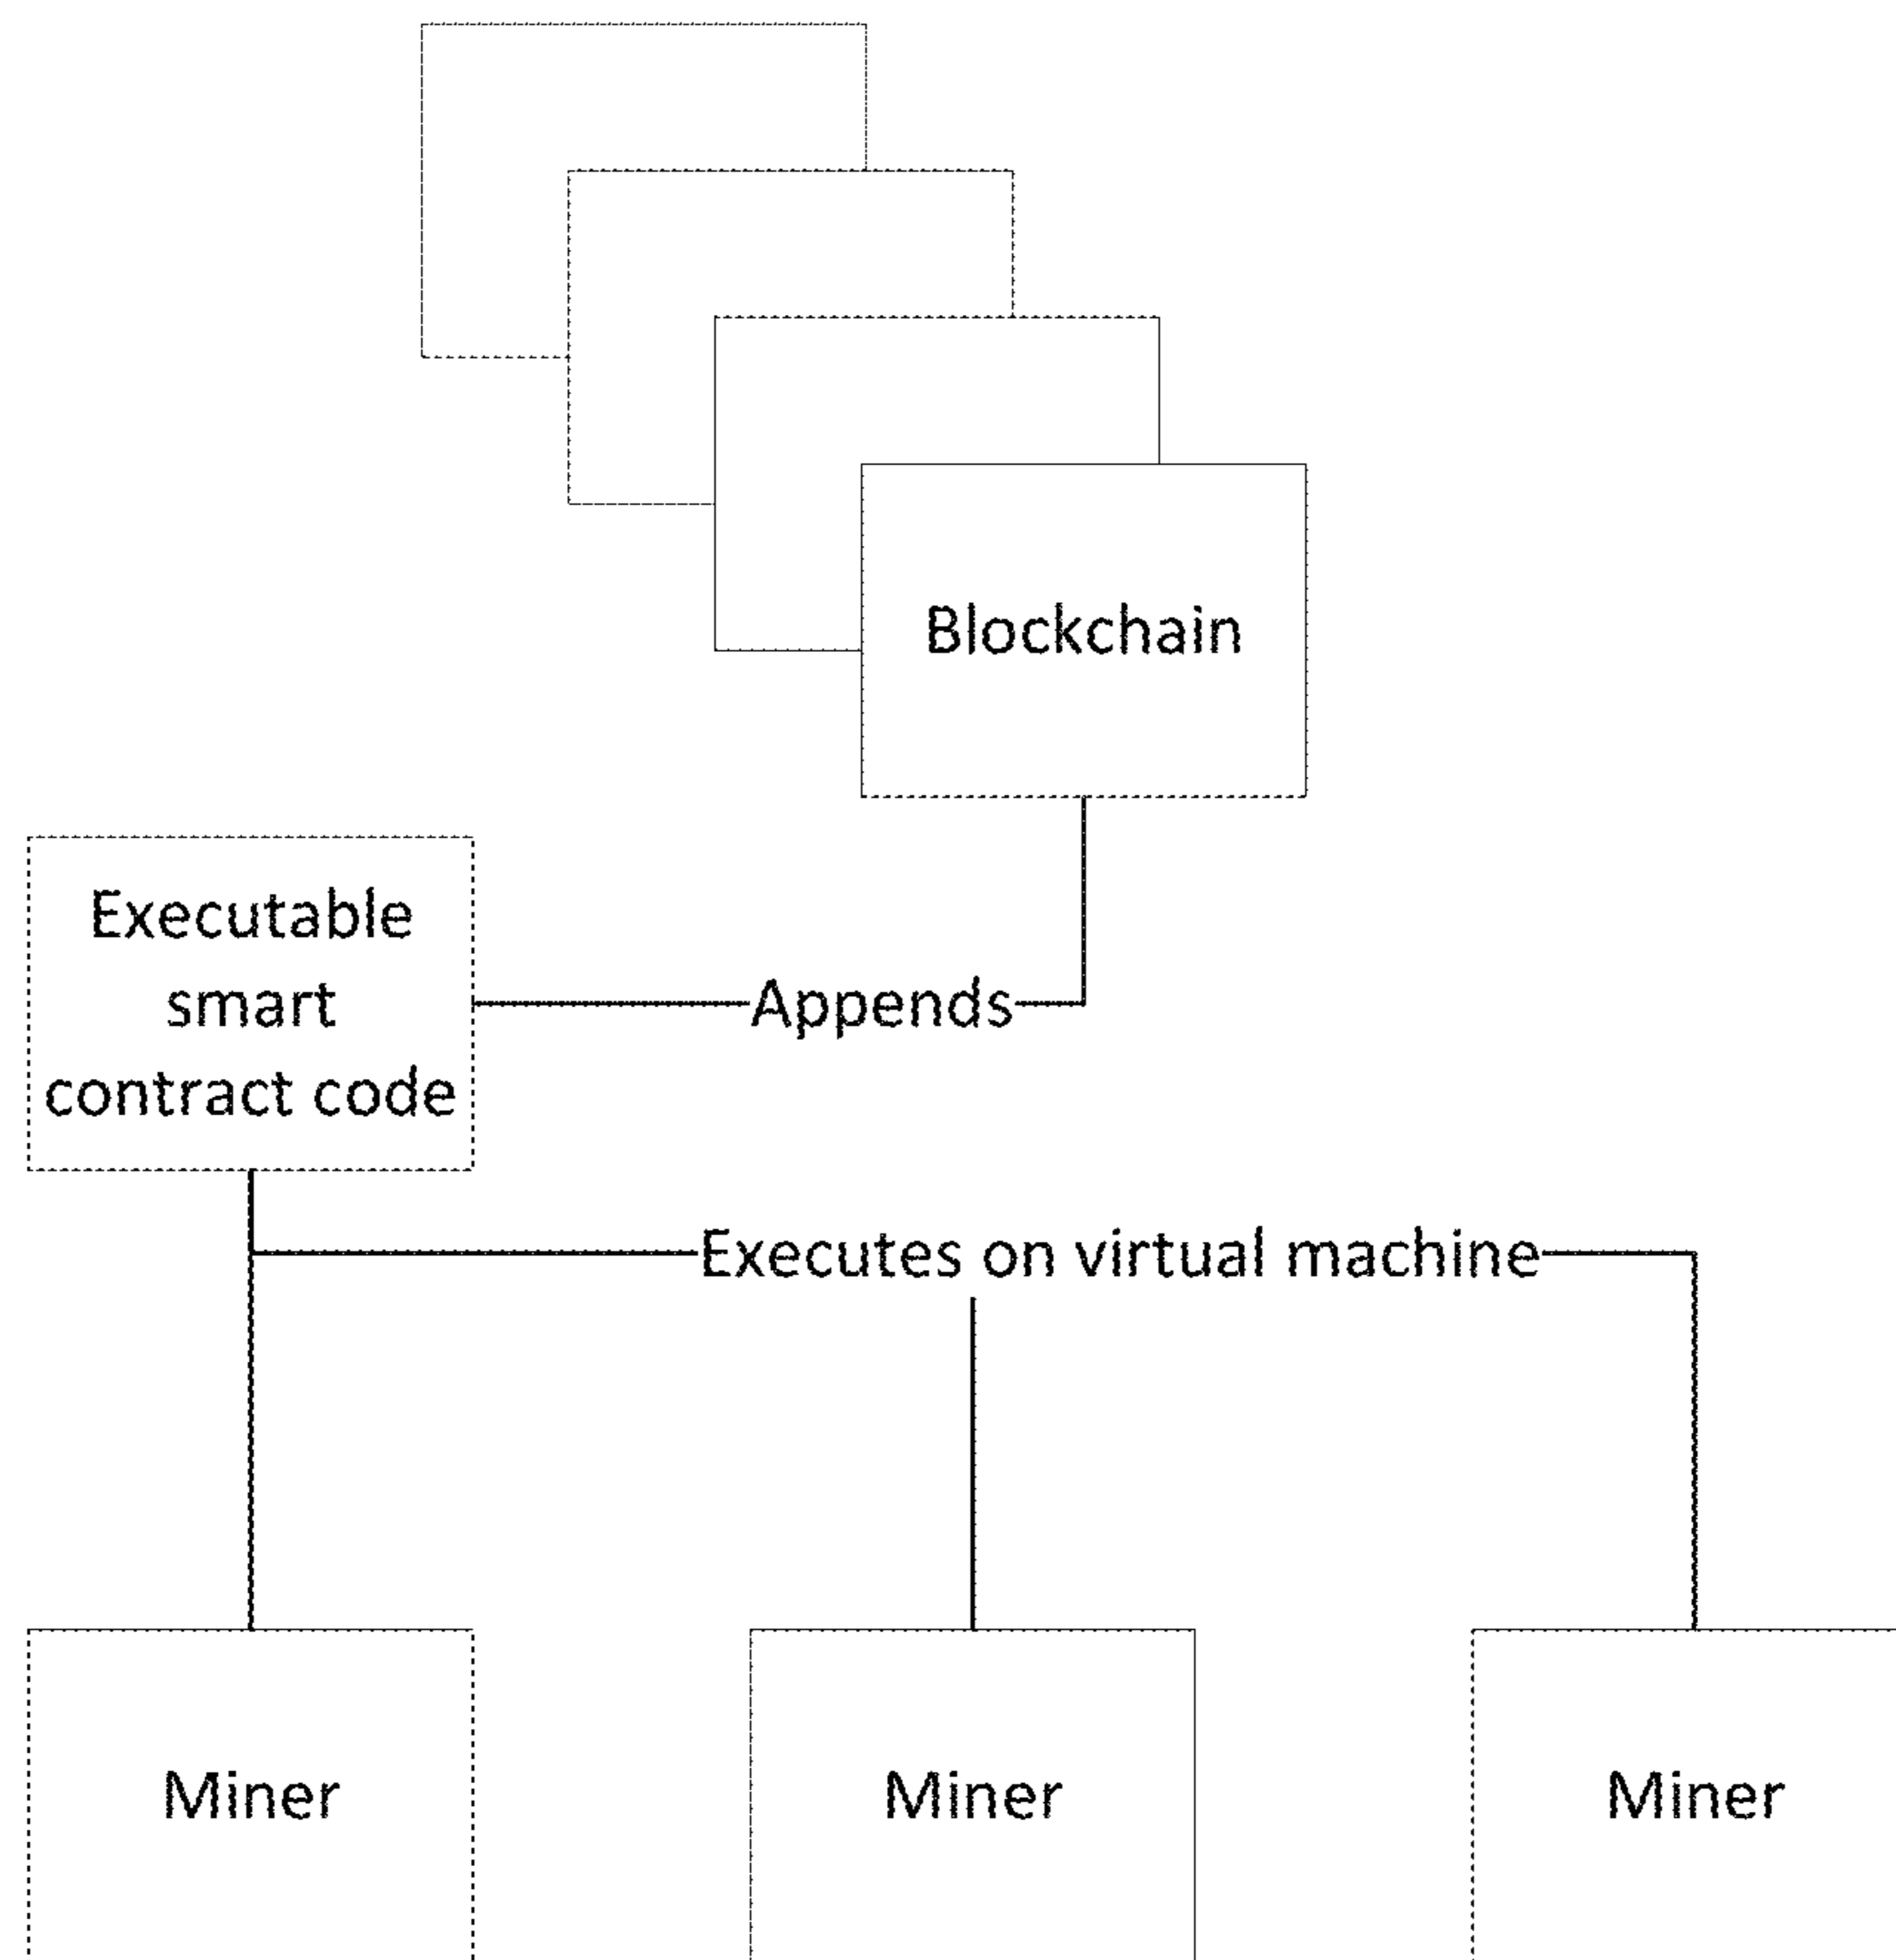 Blockchain
Executable
smart
contract code
Appends
Executes on virtual machine
Miner
Miner
Miner